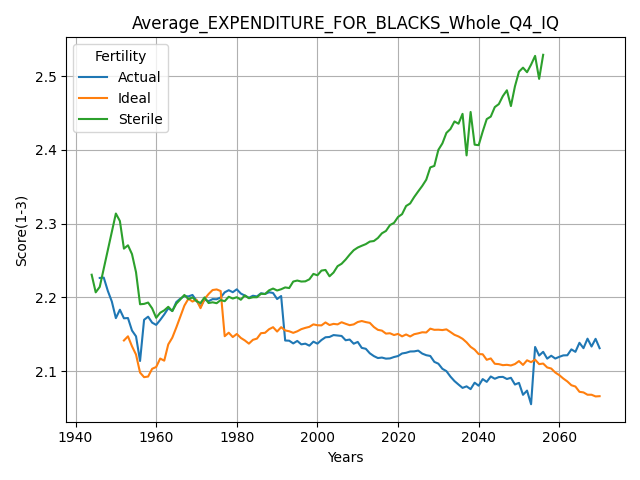 Average_EXPENDITURE_FOR_BLACKS_Whole_Q4_IQ
Fertility
Actual
Ideal
Sterile
Score(1-3)
2.5
2.4
2.3
2.2
2.1
1940 1960 1980 2000 2020 2040 2060
Years